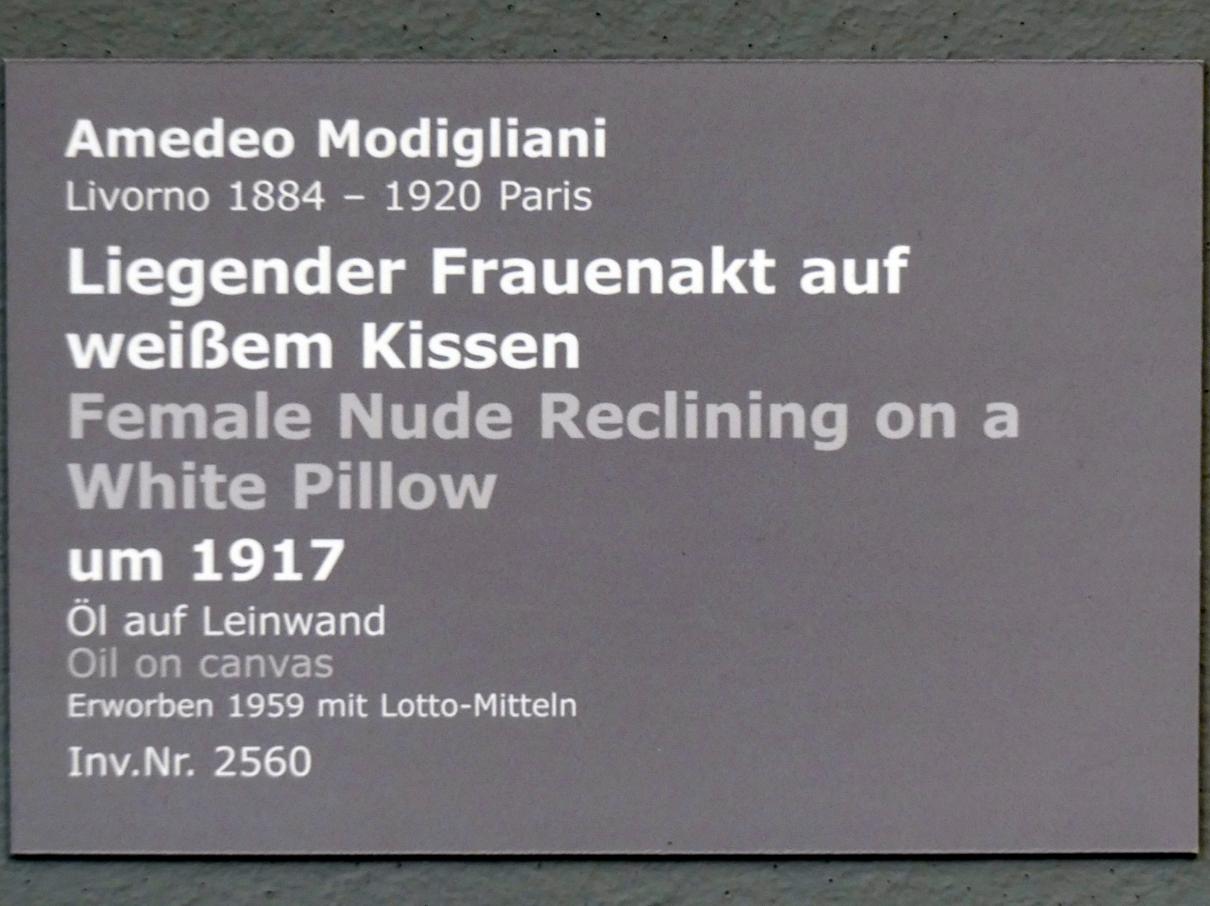 Amedeo Modigliani
Livorno 1884 – 1920 Paris
Liegender Frauenakt auf
weißem Kissen
Female Nude Reclining on a
White Pillow
um 1917
Öl auf Leinwand
Oil on canvas
Erworben 1959 mit Lotto-Mitteln
Inv.Nr. 2560